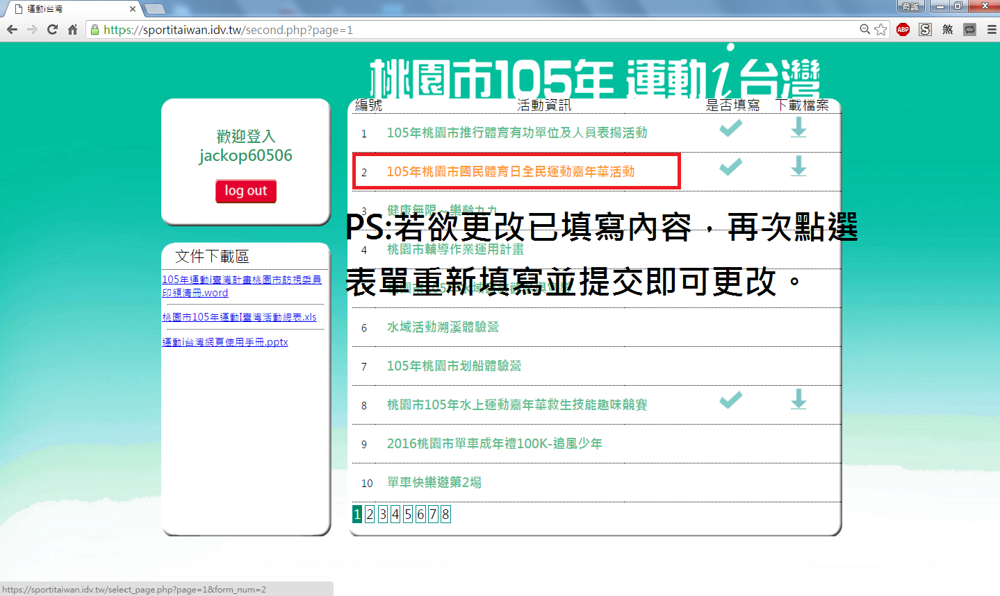 運動i台灣
育誠
https://sportitaiwan.idv.tw/second.php?page=1
ABP
S
煞
桃園市105年 運動i台灣
歡迎登入
jackop60506
log out
文件下載區
105年運動i臺灣計畫桃園市訪視委員
印領清冊.word
桃園市105年運動I臺灣活動總表.xls
運動i台灣網頁使用手冊.pptx
編號 活動資訊 是否填寫 下載檔案
1 105年桃園市推行體育有功單位及人員表揚活動
2 105年桃園市國民體育日全民運動嘉年華活動
3 健康無限~樂齡九九
PS:若欲更改已填寫內容，再次點選
4 桃園市輔導作業運用計畫
表單重新填寫並提交即可更改。
6 水域活動溯溪體驗營
7 105年桃園市划船體驗營
8 桃園市105年水上運動嘉年華救生技能趣味競賽
9 2016桃園市單車成年禮100K-追風少年
10 單車快樂遊第2場
1 2 3 4 5 6 7 8
https://sportitaiwan.idv.tw/select_page.php?page=1&form_num=2